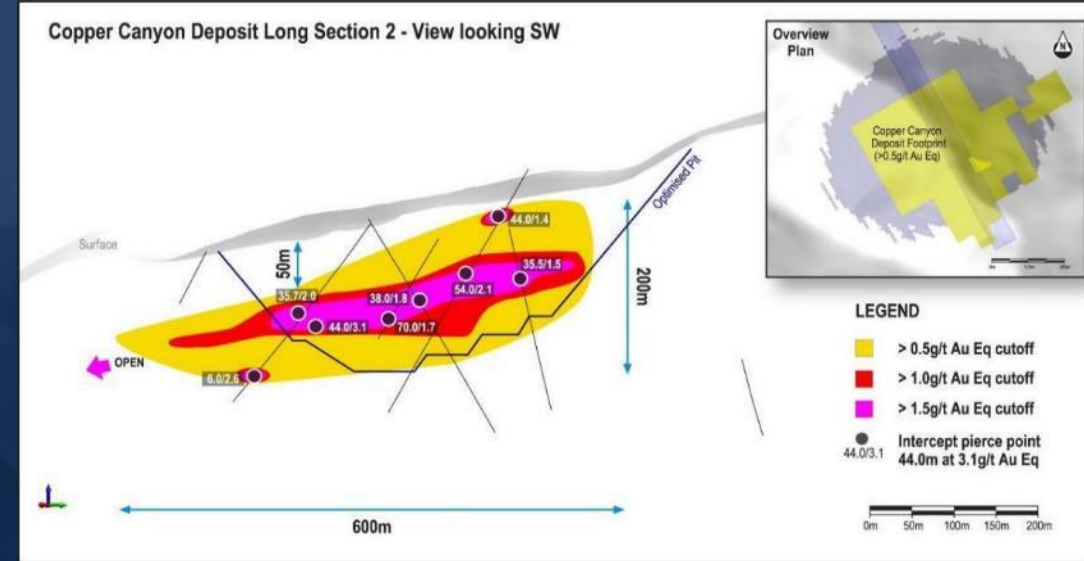 Copper Canyon Deposit Long Section 2 - View looking SW
Overview
Plan
N
Copper Canyon
Deposit Footprint
(>0.5g/t Au Eq)
Optimised Pit
Surface
50m
200m
44.0/1.4
35.5/1.5
54.0/2.1
38.0/1.8
35.7/2.0
44.0/3.1
70.0/1.7
6.0/2.6
OPEN
600m
LEGEND
> 0.5g/t Au Eq cutoff
> 1.0g/t Au Eq cutoff
> 1.5g/t Au Eq cutoff
44.0/3.1
Intercept pierce point
44.0m at 3.1g/t Au Eq
0m 50m 100m 150m 200m